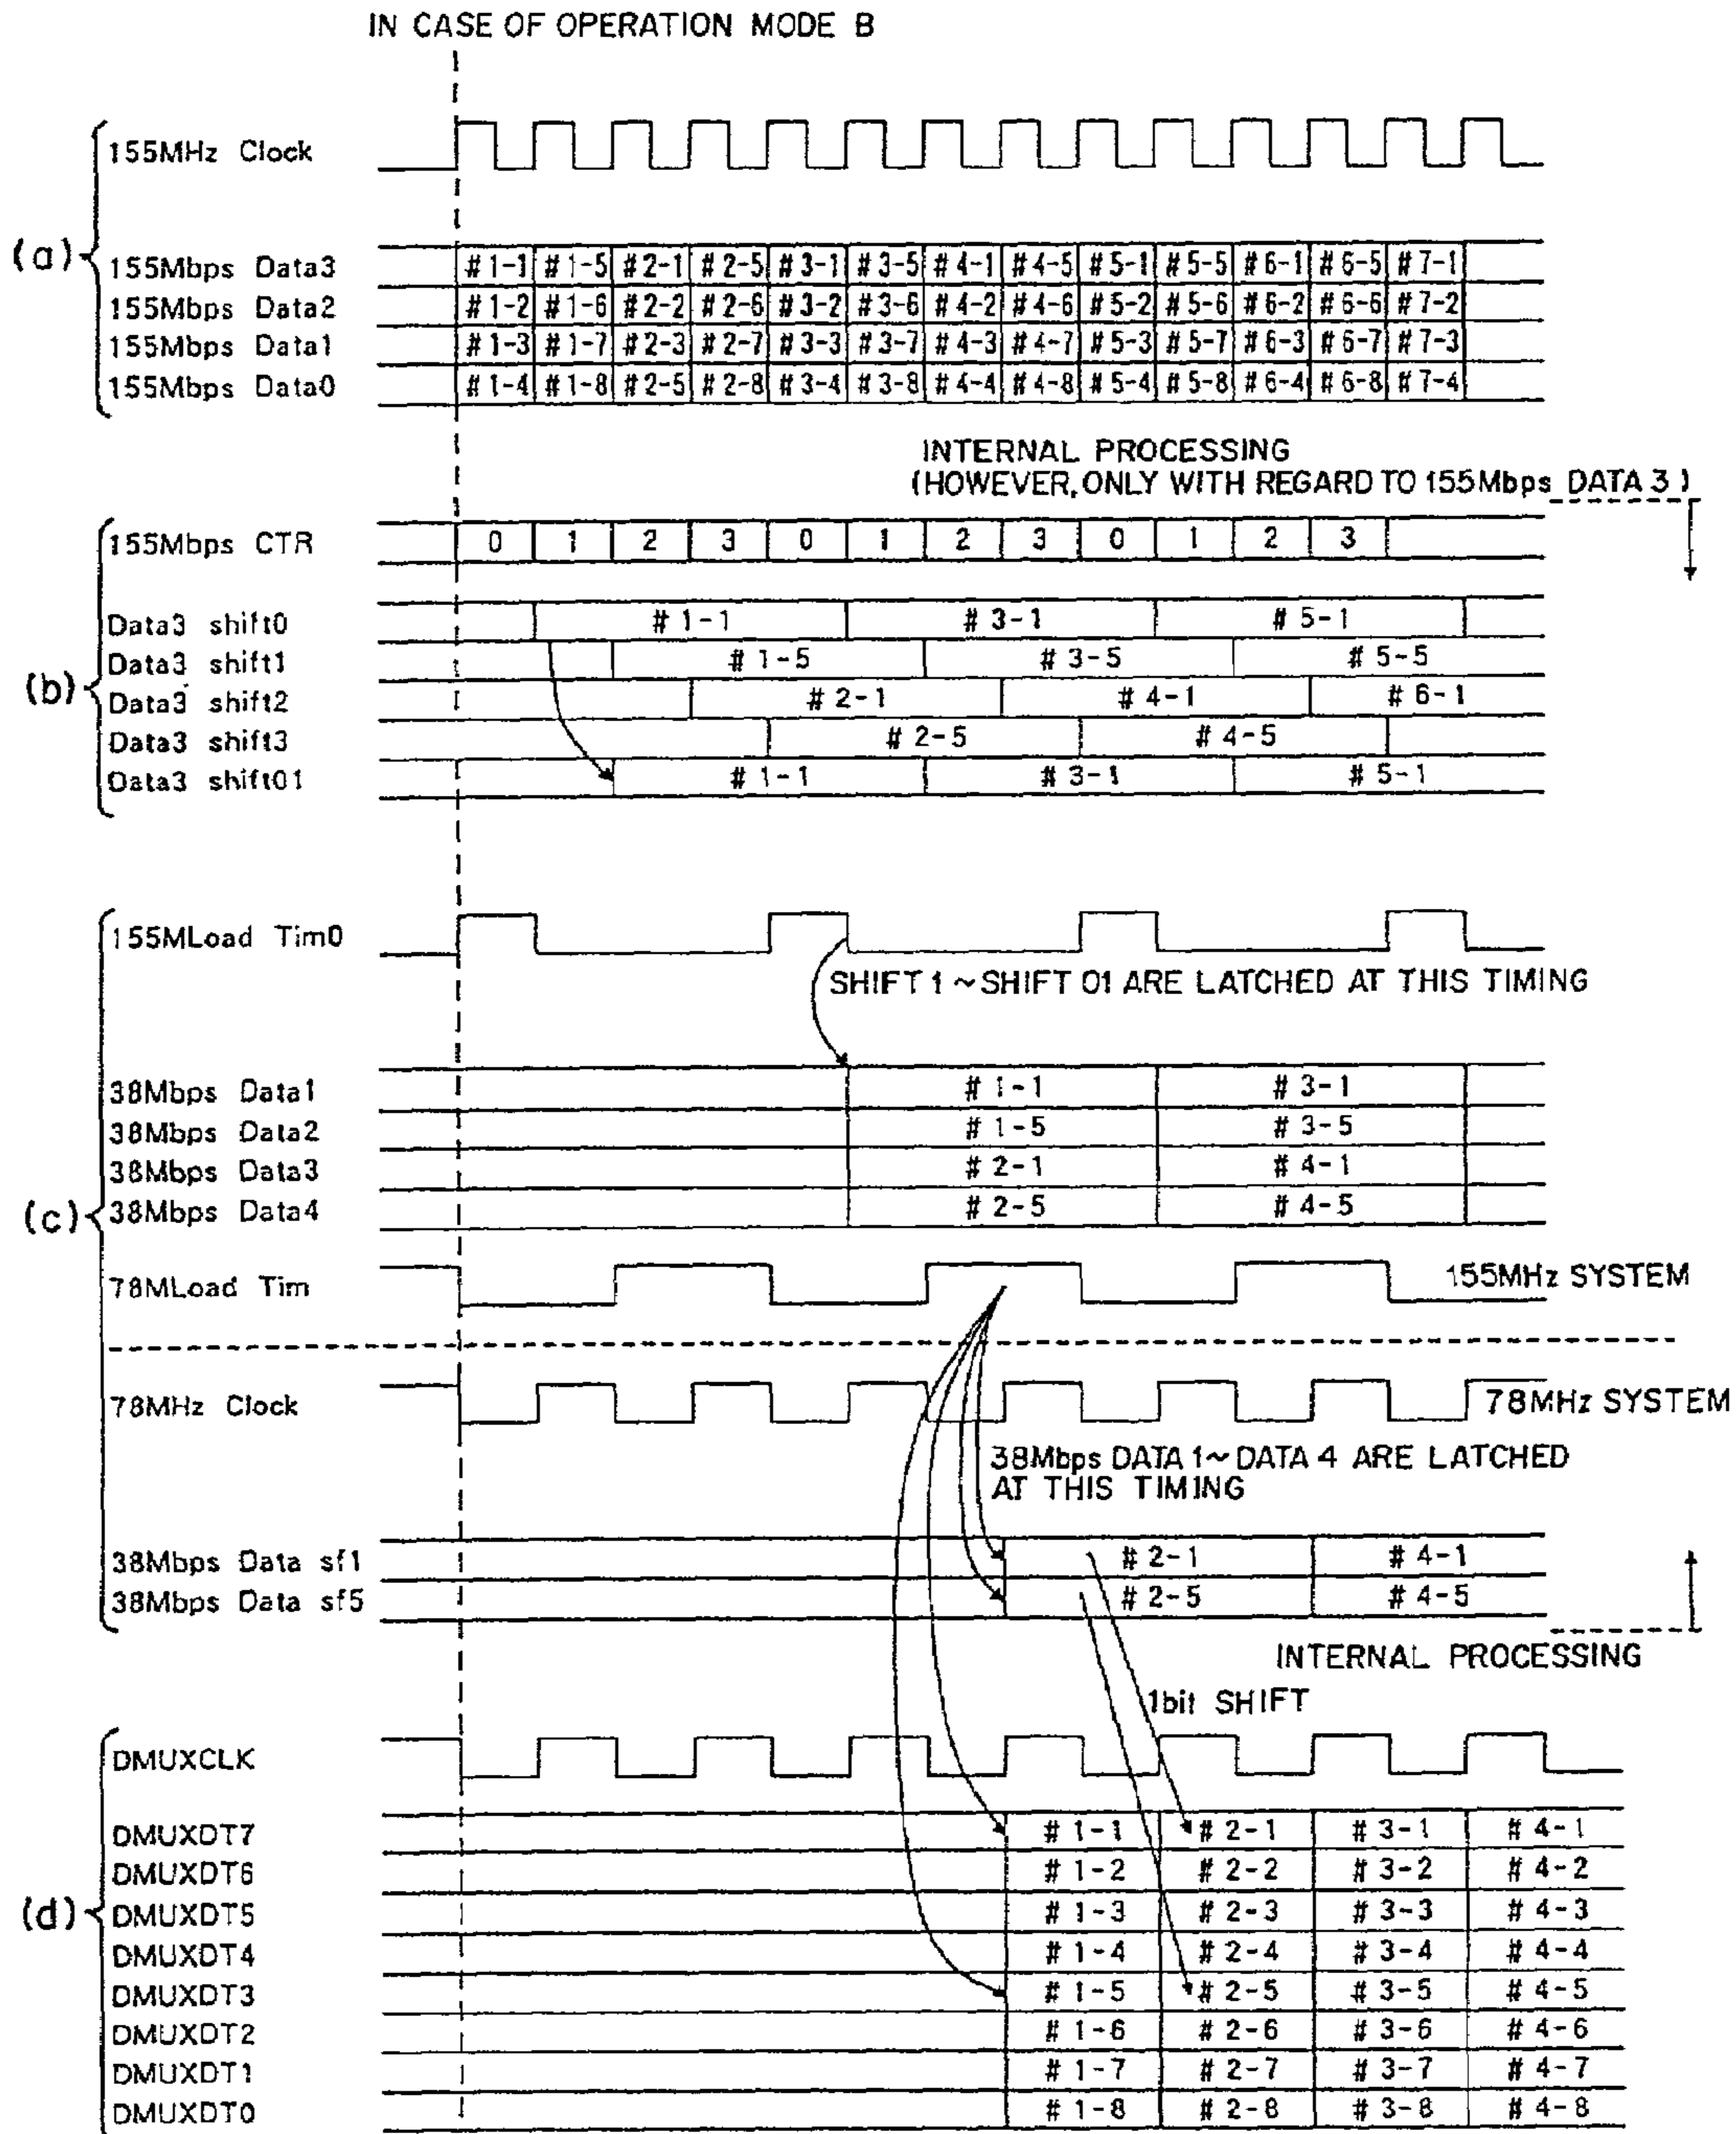 IN CASE OF OPERATION MODE B
(a)
155MHz Clock
155Mbps Data3 #1-1 #1-5 #2-1 #2-5 #3-1 #3-5 #4-1 #4-5 #5-1 #5-5 #6-1 #6-5 #7-1
155Mbps Data2 #1-2 #1-6 #2-2 #2-6 #3-2 #3-6 #4-2 #4-6 #5-2 #5-6 #6-2 #6-6 #7-2
155Mbps Data1 #1-3 #1-7 #2-3 #2-7 #3-3 #3-7 #4-3 #4-7 #5-3 #5-7 #6-3 #6-7 #7-3
155Mbps Data0 #1-4 #1-8 #2-5 #2-8 #3-4 #3-8 #4-4 #4-8 #5-4 #5-8 #6-4 #6-8 #7-4
INTERNAL PROCESSING
(HOWEVER, ONLY WITH REGARD TO 155Mbps DATA 3)
(b)
155Mbps CTR 0 1 2 3 0 1 2 3 0 1 2 3
Data3 shift0 #1-1 #3-1 #5-1
Data3 shift1 #1-5 #3-5 #5-5
Data3 shift2 #2-1 #4-1 #6-1
Data3 shift3 #2-5 #4-5
Data3 shift01 #1-1 #3-1 #5-1
(c)
155MLoad Tim0
SHIFT 1 ~ SHIFT 01 ARE LATCHED AT THIS TIMING
38Mbps Data1 #1-1 #3-1
38Mbps Data2 #1-5 #3-5
38Mbps Data3 #2-1 #4-1
38Mbps Data4 #2-5 #4-5
78MLoad Tim 155MHz SYSTEM
78MHz Clock 78MHz SYSTEM
38Mbps DATA 1 ~ DATA 4 ARE LATCHED
AT THIS TIMING
38Mbps Data sf1 #2-1 #4-1
38Mbps Data sf5 #2-5 #4-5
INTERNAL PROCESSING
1bit SHIFT
(d)
DMUXCLK
DMUXDT7 #1-1 #2-1 #3-1 #4-1
DMUXDT6 #1-2 #2-2 #3-2 #4-2
DMUXDT5 #1-3 #2-3 #3-3 #4-3
DMUXDT4 #1-4 #2-4 #3-4 #4-4
DMUXDT3 #1-5 #2-5 #3-5 #4-5
DMUXDT2 #1-6 #2-6 #3-6 #4-6
DMUXDT1 #1-7 #2-7 #3-7 #4-7
DMUXDT0 #1-8 #2-8 #3-8 #4-8